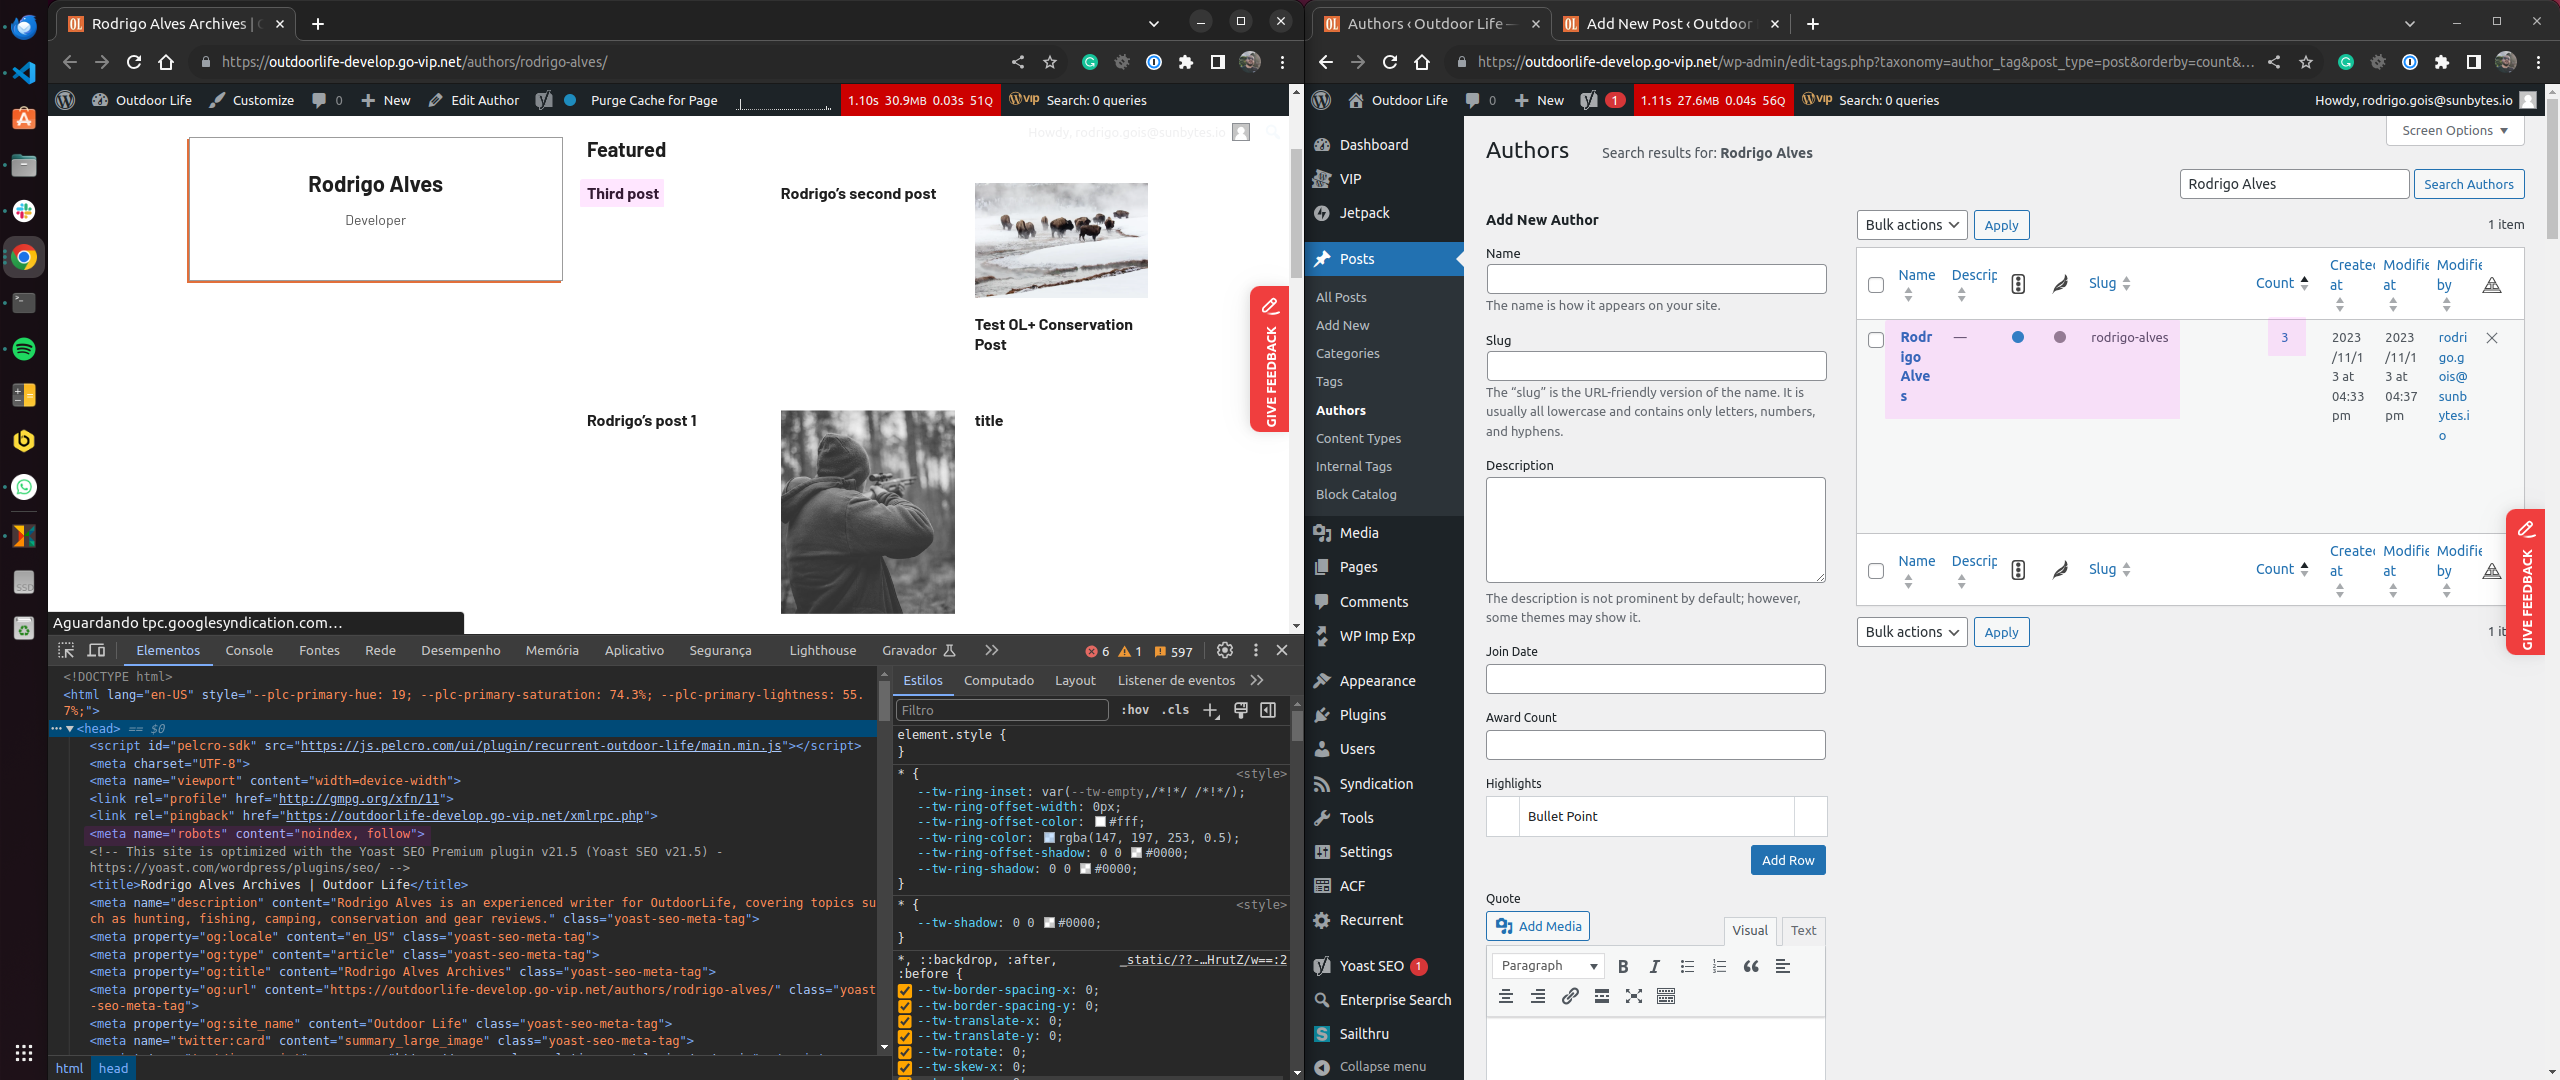 Rodrigo Alves Archives | O
https://outdoorlife-develop.go-vip.net/authors/rodrigo-alves/
Outdoor Life
Customize
0
New
Edit Author
Purge Cache for Page
1.10s 30.9MB 0.03s 51Q
VIP Search: 0 queries
Howdy, rodrigo.gois@sunbytes.io
Rodrigo Alves
Developer
Featured
Third post
Rodrigo's second post
Test OL+ Conservation
Post
Rodrigo's post 1
title
GIVE FEEDBACK
Aguardando tpc.googlesyndication.com…
Elementos Console Fontes Rede Desempenho Memória Aplicativo Segurança Lighthouse Gravador
6 1 597
<!DOCTYPE html>
<html lang="en-US" style="--plc-primary-hue: 19; --plc-primary-saturation: 74.3%; --plc-primary-lightness: 55.
7%;">
<head> == $0
<script id="pelcro-sdk" src="https://js.pelcro.com/ui/plugin/recurrent-outdoor-life/main.min.js"></script>
<meta charset="UTF-8">
<meta name="viewport" content="width=device-width">
<link rel="profile" href="http://gmpg.org/xfn/11">
<link rel="pingback" href="https://outdoorlife-develop.go-vip.net/xmlrpc.php">
<meta name="robots" content="noindex, follow">
<!-- This site is optimized with the Yoast SEO Premium plugin v21.5 (Yoast SEO v21.5) -
https://yoast.com/wordpress/plugins/seo/ -->
<title>Rodrigo Alves Archives | Outdoor Life</title>
<meta name="description" content="Rodrigo Alves is an experienced writer for OutdoorLife, covering topics su
ch as hunting, fishing, camping, conservation and gear reviews." class="yoast-seo-meta-tag">
<meta property="og:locale" content="en_US" class="yoast-seo-meta-tag">
<meta property="og:type" content="article" class="yoast-seo-meta-tag">
<meta property="og:title" content="Rodrigo Alves Archives" class="yoast-seo-meta-tag">
<meta property="og:url" content="https://outdoorlife-develop.go-vip.net/authors/rodrigo-alves/" class="yoast
-seo-meta-tag">
<meta property="og:site_name" content="Outdoor Life" class="yoast-seo-meta-tag">
<meta name="twitter:card" content="summary_large_image" class="yoast-seo-meta-tag">
html head
Estilos Computado Layout Listener de eventos
Filtro
:hov .cls
element.style {
}
* { <style>
--tw-ring-inset: var(--tw-empty,/*!*/ /*!*/);
--tw-ring-offset-width: 0px;
--tw-ring-offset-color: #fff;
--tw-ring-color: rgba(147, 197, 253, 0.5);
--tw-ring-offset-shadow: 0 0 #0000;
--tw-ring-shadow: 0 0 #0000;
}
* { <style>
--tw-shadow: 0 0 #0000;
}
*, ::backdrop, :after, _static/??-…HrutZ/w==:2
:before {
--tw-border-spacing-x: 0;
--tw-border-spacing-y: 0;
--tw-translate-x: 0;
--tw-translate-y: 0;
--tw-rotate: 0;
--tw-skew-x: 0;
SSD
Authors ‹ Outdoor Life —
Add New Post ‹ Outdoor
https://outdoorlife-develop.go-vip.net/wp-admin/edit-tags.php?taxonomy=author_tag&post_type=post&orderby=count&...
Outdoor Life
0
New
1
1.11s 27.6MB 0.04s 56Q
VIP Search: 0 queries
Howdy, rodrigo.gois@sunbytes.io
Dashboard
VIP
Jetpack
Posts
All Posts
Add New
Categories
Tags
Authors
Content Types
Internal Tags
Block Catalog
Media
Pages
Comments
WP Imp Exp
Appearance
Plugins
Users
Syndication
Tools
Settings
ACF
Recurrent
Yoast SEO 1
Enterprise Search
Sailthru
Collapse menu
Screen Options
Authors
Search results for: Rodrigo Alves
Rodrigo Alves
Search Authors
Add New Author
Name
The name is how it appears on your site.
Slug
The “slug” is the URL-friendly version of the name. It is
usually all lowercase and contains only letters, numbers,
and hyphens.
Description
The description is not prominent by default; however,
some themes may show it.
Join Date
Award Count
Highlights
Bullet Point
Add Row
Quote
Add Media
Visual
Text
Paragraph
Bulk actions
Apply
1 item
Name Descrip Slug Count Create at Modifie at Modifie by
Rodr
igo
Alve
s
—
rodrigo-alves
3
2023
/11/1
3 at
04:33
pm
2023
/11/1
3 at
04:37
pm
rodri
go.g
ois@
sunb
ytes.i
o
Name Descrip Slug Count Create at Modifie at Modifie by
Bulk actions
Apply
1 it
GIVE FEEDBACK